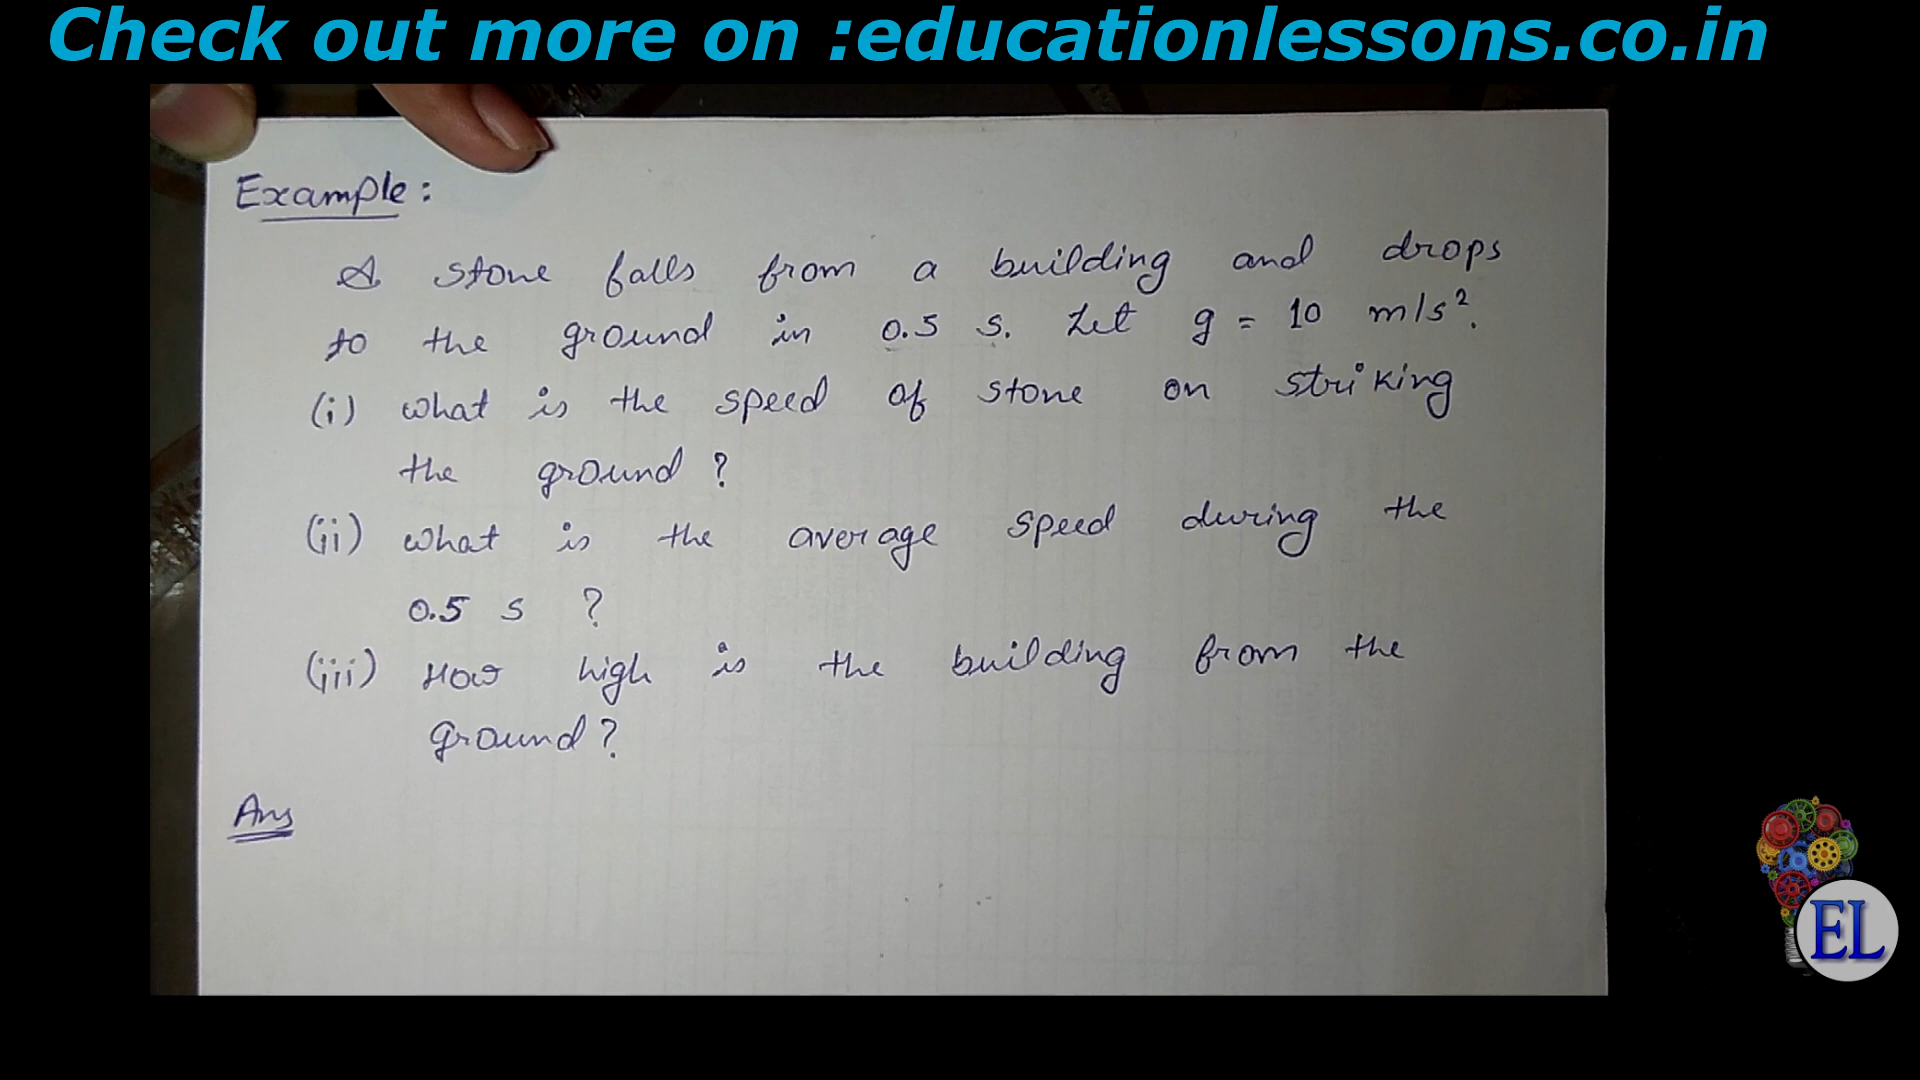 Check out more on :educationlessons.co.in
Example:
A stone falls from a building and drops
to the ground in 0.5 s. Let g = 10 m/s².
(i) what is the speed of stone on striking
the ground?
(ii) what is the average speed during the
0.5 s ?
(iii) How high is the building from the
ground?
Ans
EL